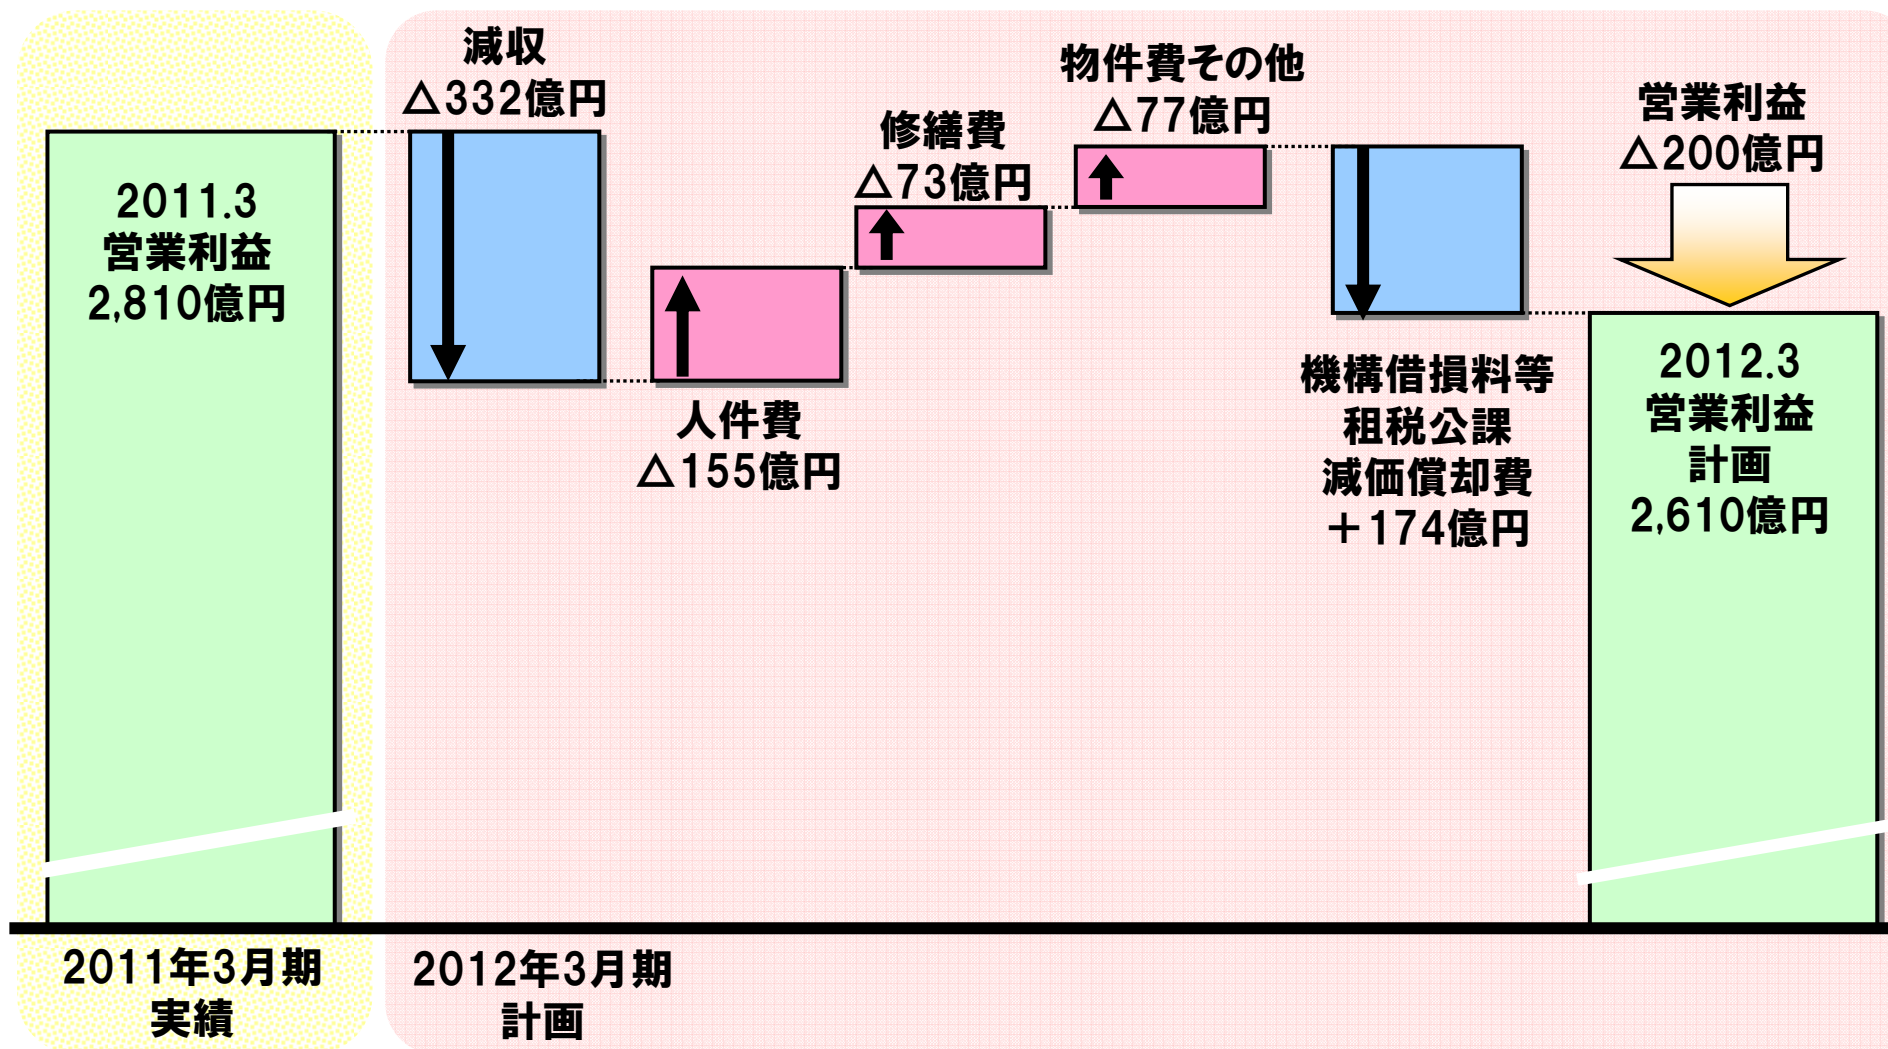 減収
△332億円
2011.3
営業利益
2,810億円
人件費
△155億円
修繕費
△73億円
物件費その他
△77億円
機構借損料等
租税公課
減価償却費
＋174億円
営業利益
△200億円
2012.3
営業利益
計画
2,610億円
2011年3月期
実績
2012年3月期
計画